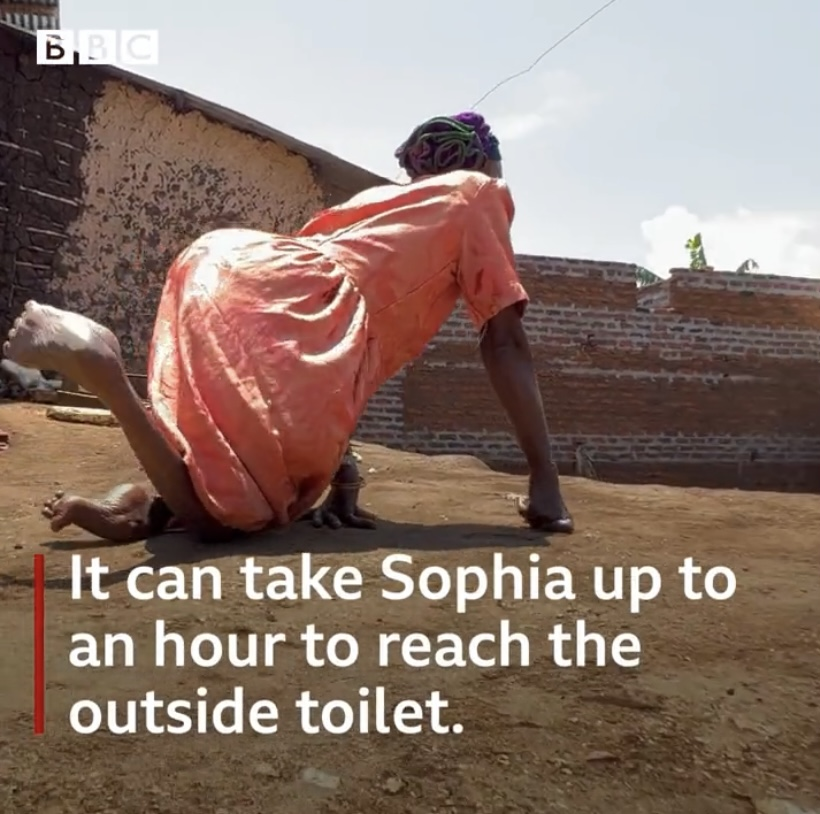 BBC
It can take Sophia up to
an hour to reach the
outside toilet.